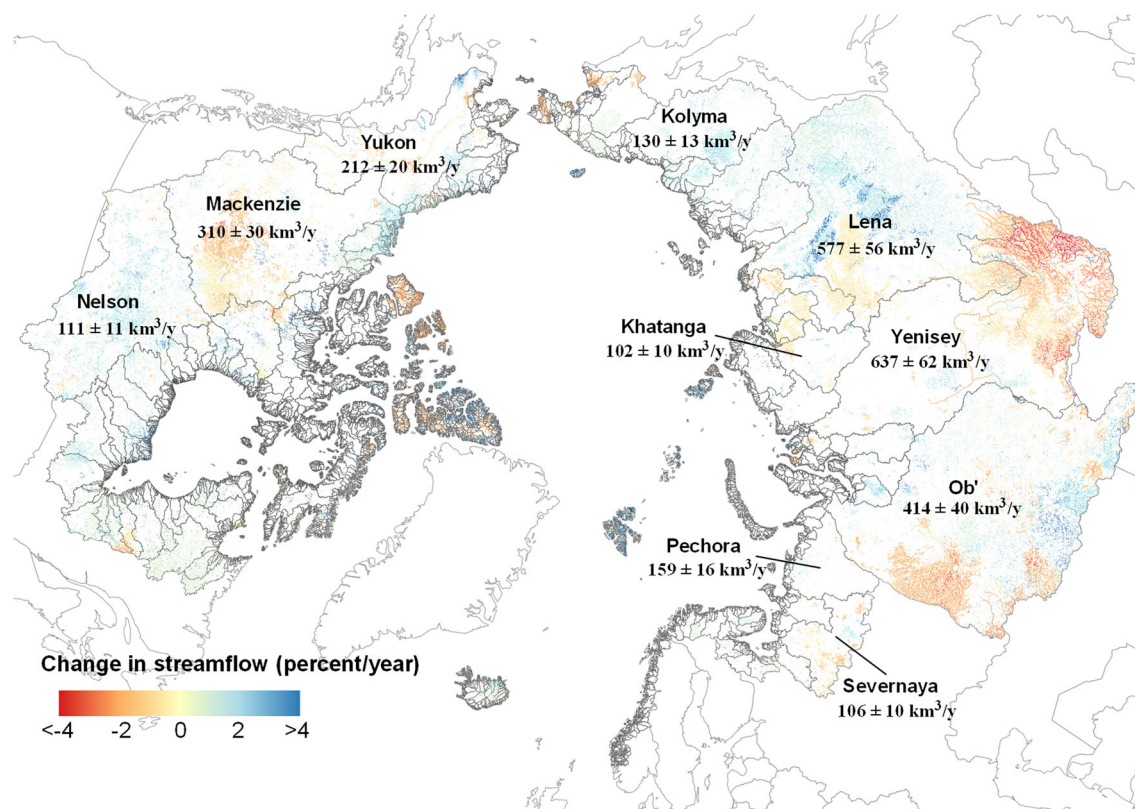 Kolyma
130 ± 13 km³/y
Yukon
212 ± 20 km³/y
Mackenzie
310 ± 30 km³/y
Lena
577 ± 56 km³/y
Nelson
111 ± 11 km³/y
Khatanga
102 ± 10 km³/y
Yenisey
637 ± 62 km³/y
Ob'
414 ± 40 km³/y
Pechora
159 ± 16 km³/y
Severnaya
106 ± 10 km³/y
Change in streamflow (percent/year)
<-4 -2 0 2 >4